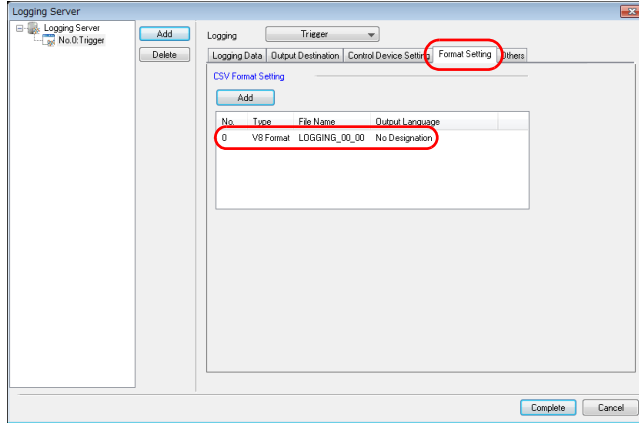 Logging Server
Logging Server
No.0:Trigger
Add
Delete
Logging Trigger
Logging Data Output Destination Control Device Setting Format Setting Others
CSV Format Setting
Add
No. Type File Name Output Language
0 V8 Format LOGGING_00_00 No Designation
Complete Cancel